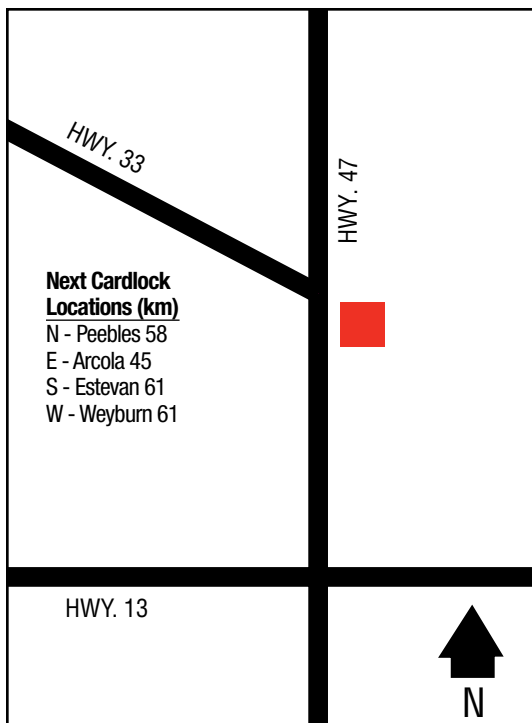 HWY. 33
HWY. 47
Next Cardlock
Locations (km)
N - Peebles 58
E - Arcola 45
S - Estevan 61
W - Weyburn 61
HWY. 13
N